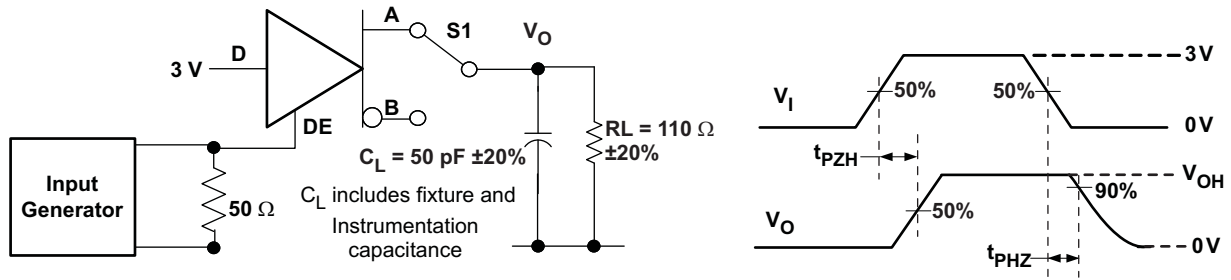 A
S1
V_O
D
3 V
B
DE
Input
Generator
50 Ω
C_L = 50 pF ±20%
C_L includes fixture and
Instrumentation
capacitance
RL = 110 Ω
±20%
3 V
V_I
50%
50%
0 V
t_PZH
V_OH
90%
V_O
50%
0 V
t_PHZ